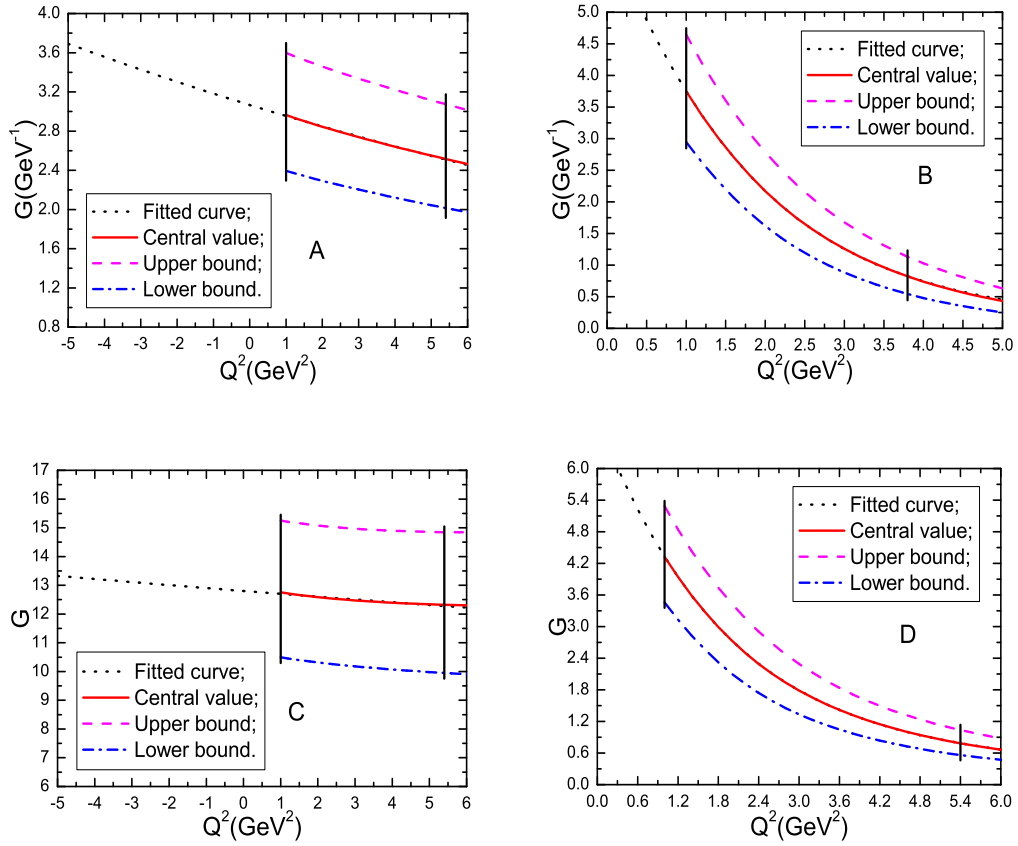 4.0
3.6
3.2
2.8
2.4
2.0
1.6
1.2
0.8
G(GeV⁻¹)
Fitted curve;
Central value;
Upper bound;
Lower bound.
A
-5 -4 -3 -2 -1 0 1 2 3 4 5 6
Q²(GeV²)
5.0
4.5
4.0
3.5
3.0
2.5
2.0
1.5
1.0
0.5
0.0
G(GeV⁻¹)
Fitted curve;
Central value;
Upper bound;
Lower bound.
B
0.0 0.5 1.0 1.5 2.0 2.5 3.0 3.5 4.0 4.5 5.0
Q²(GeV²)
17
16
15
14
13
12
11
10
9
8
7
6
G
Fitted curve;
Central value;
Upper bound;
Lower bound.
C
-5 -4 -3 -2 -1 0 1 2 3 4 5 6
Q²(GeV²)
6.0
5.4
4.8
4.2
3.6
3.0
2.4
1.8
1.2
0.6
0.0
G
Fitted curve;
Central value;
Upper bound;
Lower bound.
D
0.0 0.6 1.2 1.8 2.4 3.0 3.6 4.2 4.8 5.4 6.0
Q²(GeV²)